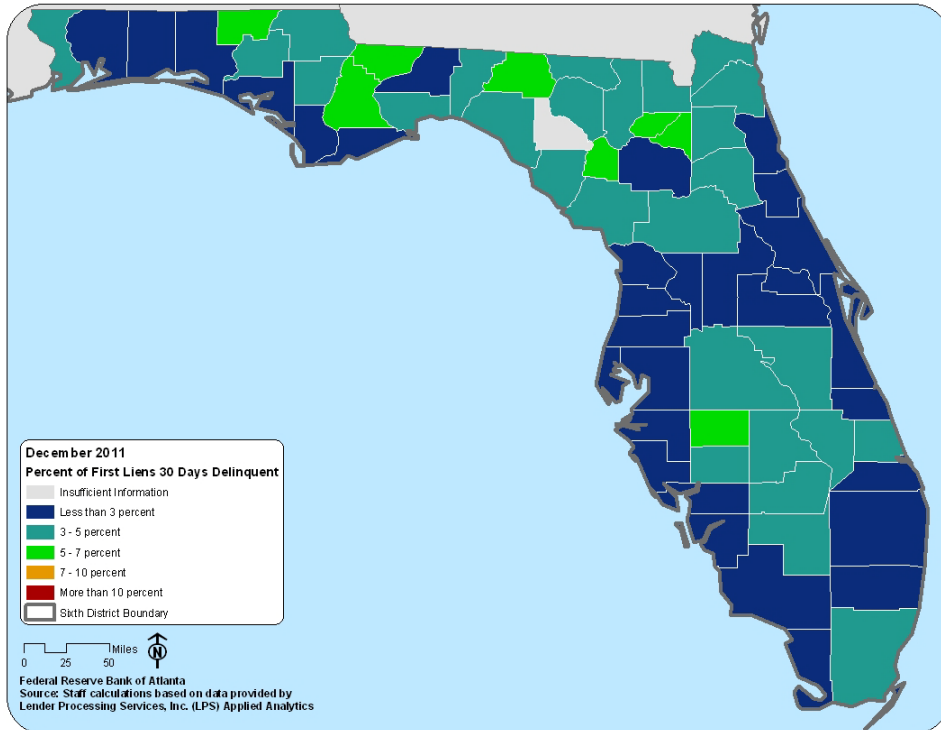 December 2011
Percent of First Liens 30 Days Delinquent
Insufficient Information
Less than 3 percent
3 - 5 percent
5 - 7 percent
7 - 10 percent
More than 10 percent
Sixth District Boundary
Miles
0 25 50
N
Federal Reserve Bank of Atlanta
Source: Staff calculations based on data provided by
Lender Processing Services, Inc. (LPS) Applied Analytics